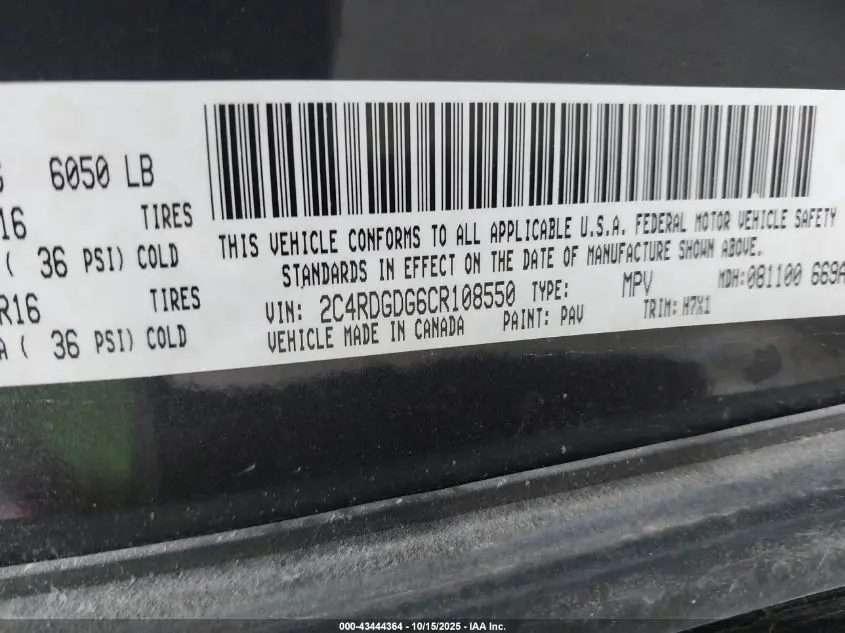 G 6050 LB
16 TIRES
( 36 PSI) COLD
R16 TIRES
A ( 36 PSI) COLD
THIS VEHICLE CONFORMS TO ALL APPLICABLE U.S.A. FEDERAL MOTOR VEHICLE SAFETY
STANDARDS IN EFFECT ON THE DATE OF MANUFACTURE SHOWN ABOVE.
VIN: 2C4RDGDG6CR108550 TYPE: MPV MDH:081100 669A
VEHICLE MADE IN CANADA PAINT: PAV TRIM: H7X1
000-43444364 - 10/15/2025 - IAA Inc.